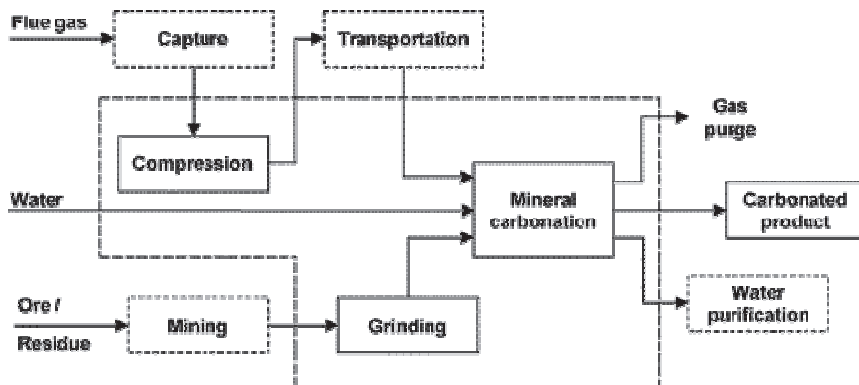 Flue gas
Capture
Transportation
Gas
purge
Compression
Mineral
carbonation
Water
Carbonated
product
Ore /
Residue
Mining
Grinding
Water
purification